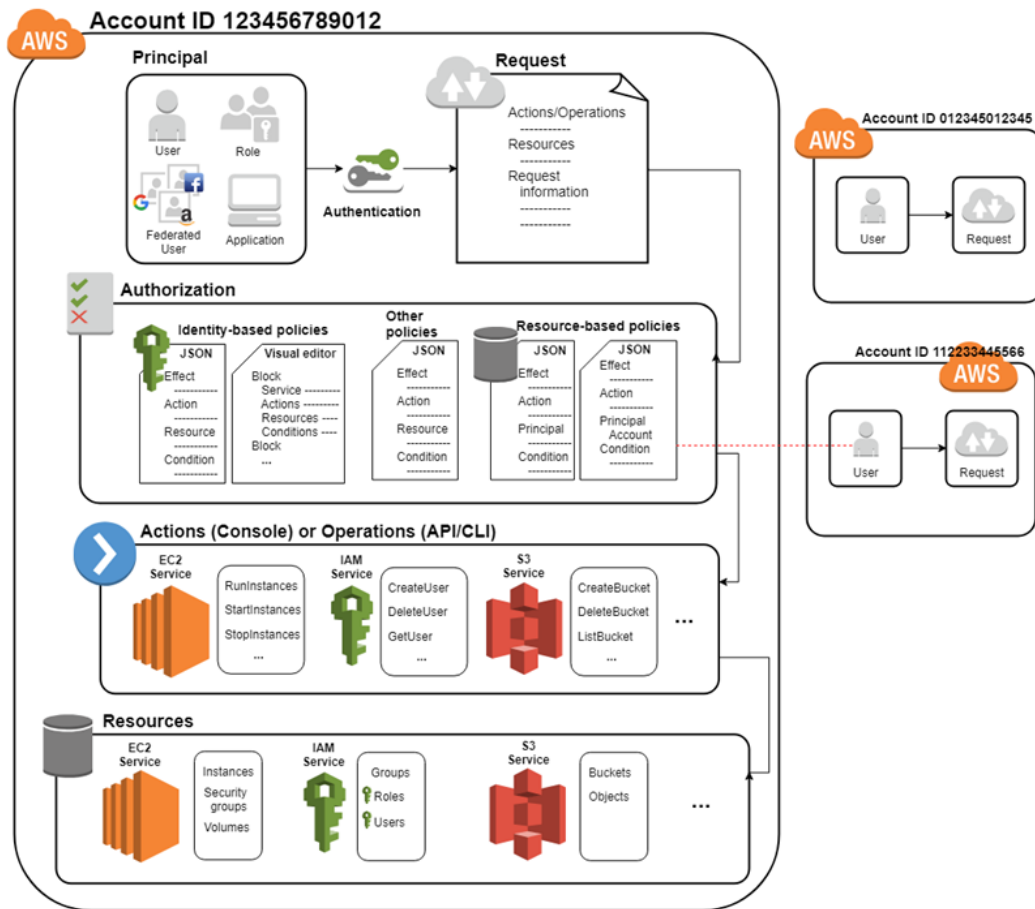 AWS
Account ID 123456789012
Principal
User
Role
Federated
User
Application
Authentication
Request
Actions/Operations
-----------
Resources
-----------
Request
information
-----------
-----------
Account ID 012345012345
AWS
User
Request
Authorization
Identity-based policies
JSON
Effect
-----------
Action
-----------
Resource
-----------
Condition
-----------
Visual editor
Block
Service ---------
Actions ---------
Resources ----
Conditions ----
Block
...
Other
policies
JSON
Effect
-----------
Action
-----------
Resource
-----------
Condition
-----------
Resource-based policies
JSON
Effect
-----------
Action
-----------
Principal
-----------
Condition
-----------
JSON
Effect
-----------
Action
-----------
Principal
Account
Condition
-----------
Account ID 112233445566
AWS
User
Request
Actions (Console) or Operations (API/CLI)
EC2
Service
RunInstances
StartInstances
StopInstances
...
IAM
Service
CreateUser
DeleteUser
GetUser
...
S3
Service
CreateBucket
DeleteBucket
ListBucket
...
...
Resources
EC2
Service
Instances
Security
groups
Volumes
IAM
Service
Groups
Roles
Users
S3
Service
Buckets
Objects
...